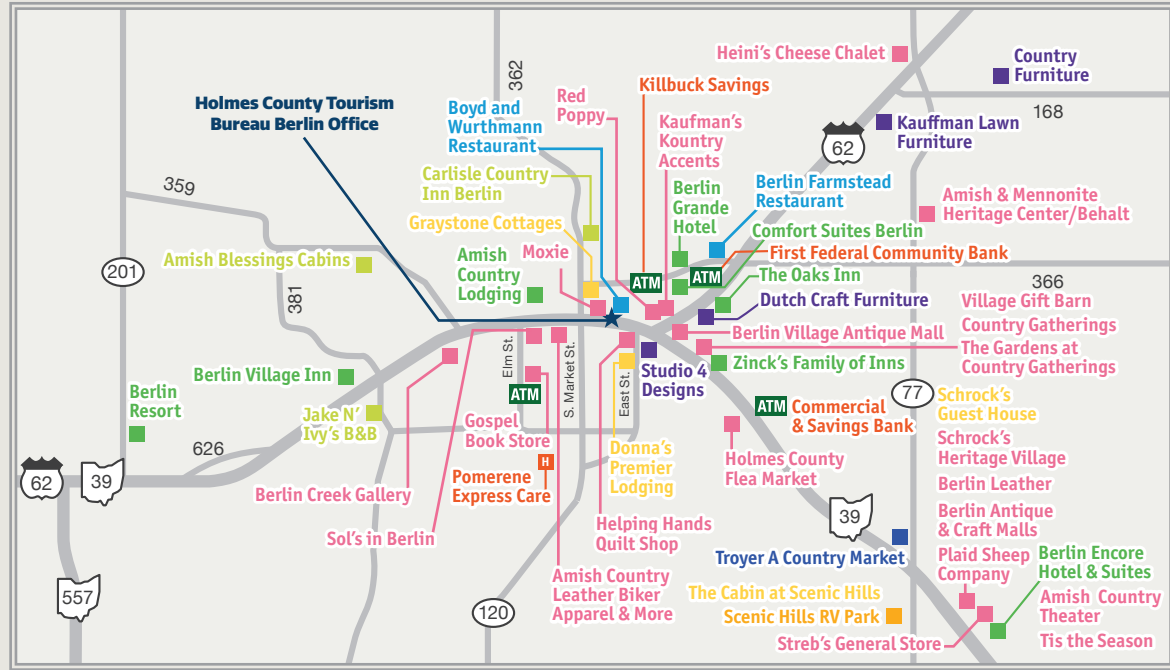 Heini's Cheese Chalet
Country
Furniture
362
Killbuck Savings
Holmes County Tourism
Bureau Berlin Office
Boyd and
Wurthmann
Restaurant
Red
Poppy
Kaufman's
Kountry
Accents
168
Kauffman Lawn
Furniture
62
359
Carlisle Country
Inn Berlin
Berlin
Grande
Hotel
Berlin Farmstead
Restaurant
Amish & Mennonite
Heritage Center/Behalt
Graystone Cottages
Comfort Suites Berlin
Moxie
First Federal Community Bank
201
Amish Blessings Cabins
Amish
Country
Lodging
ATM
ATM
The Oaks Inn
366
381
Dutch Craft Furniture
Village Gift Barn
Country Gatherings
The Gardens at
Country Gatherings
Berlin Village Antique Mall
Elm St.
S. Market St.
East St.
Studio 4
Designs
Zinck's Family of Inns
Berlin Village Inn
Berlin
Resort
Jake N'
Ivy's B&B
ATM
ATM
Commercial
& Savings Bank
77
Schrock's
Guest House
Gospel
Book Store
626
Donna's
Premier
Lodging
Holmes County
Flea Market
Schrock's
Heritage Village
62
39
H
Pomerene
Express Care
Berlin Leather
Berlin Creek Gallery
Berlin Antique
& Craft Malls
39
Sol's in Berlin
Helping Hands
Quilt Shop
Troyer A Country Market
Plaid Sheep
Company
Berlin Encore
Hotel & Suites
557
120
Amish Country
Leather Biker
Apparel & More
The Cabin at Scenic Hills
Scenic Hills RV Park
Amish Country
Theater
Streb's General Store
Tis the Season